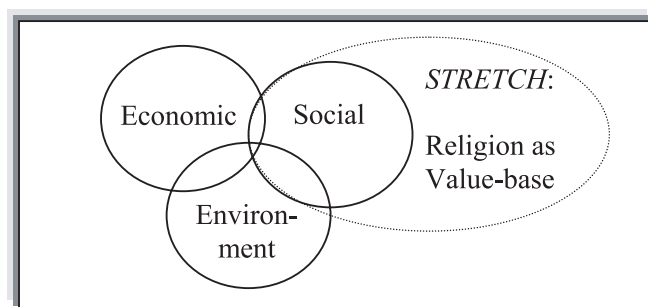 Economic
Social
Environ-
ment
STRETCH:
Religion as
Value-base